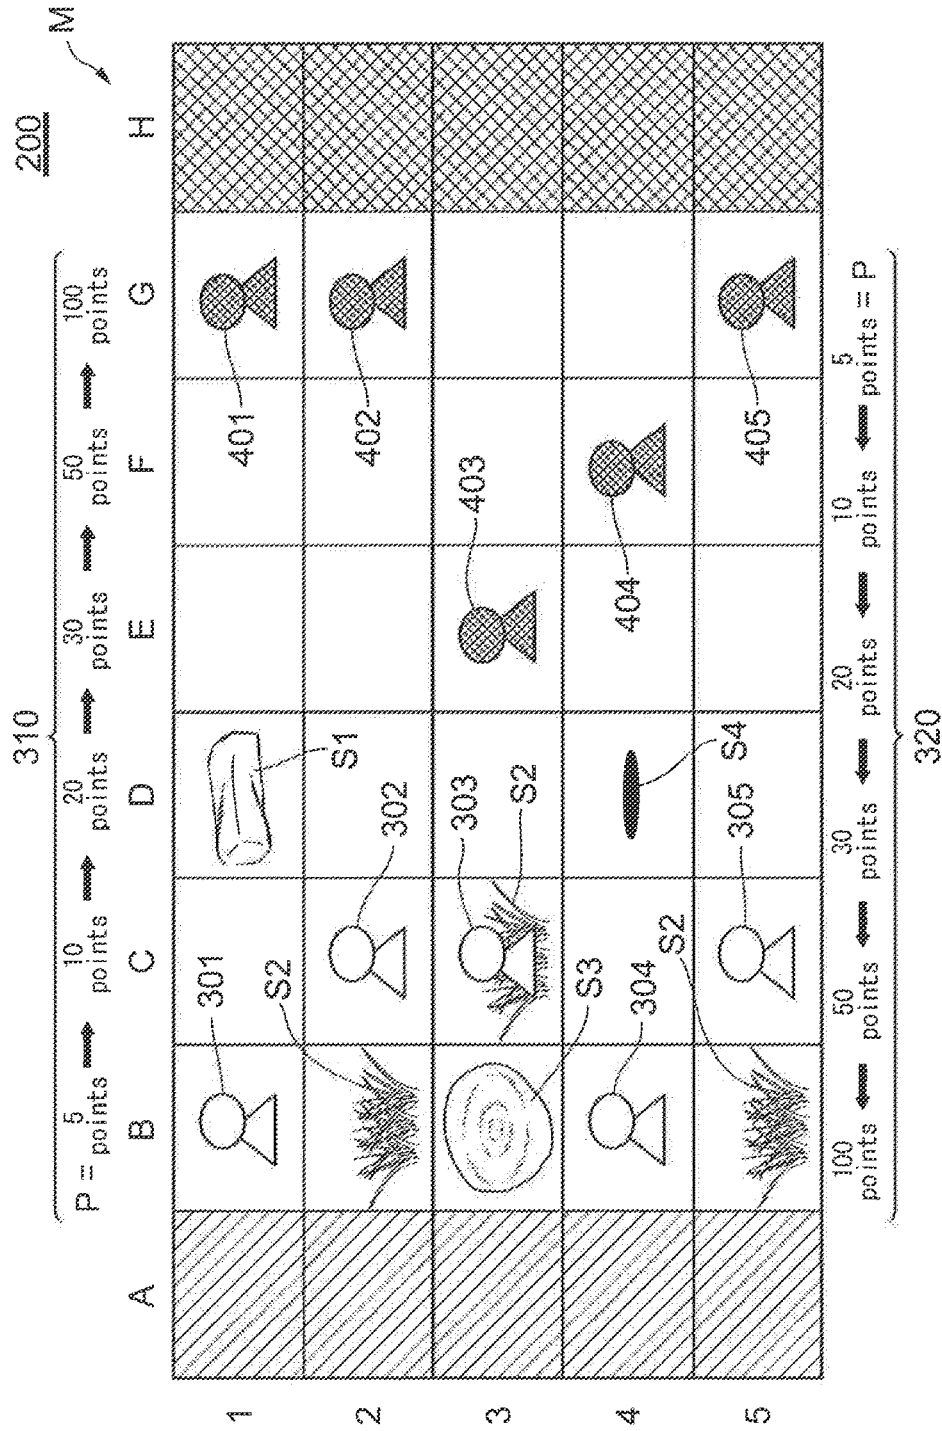 200
M
310
P = 5 points → 10 points → 20 points → 30 points → 50 points → 100 points
A B C D E F G H
1
301
S1
401
2
S2
302
402
3
S3
303
S2
403
4
304
S4
404
5
S2
305
405
100 points ← 50 points ← 30 points ← 20 points ← 10 points ← 5 points = P
320